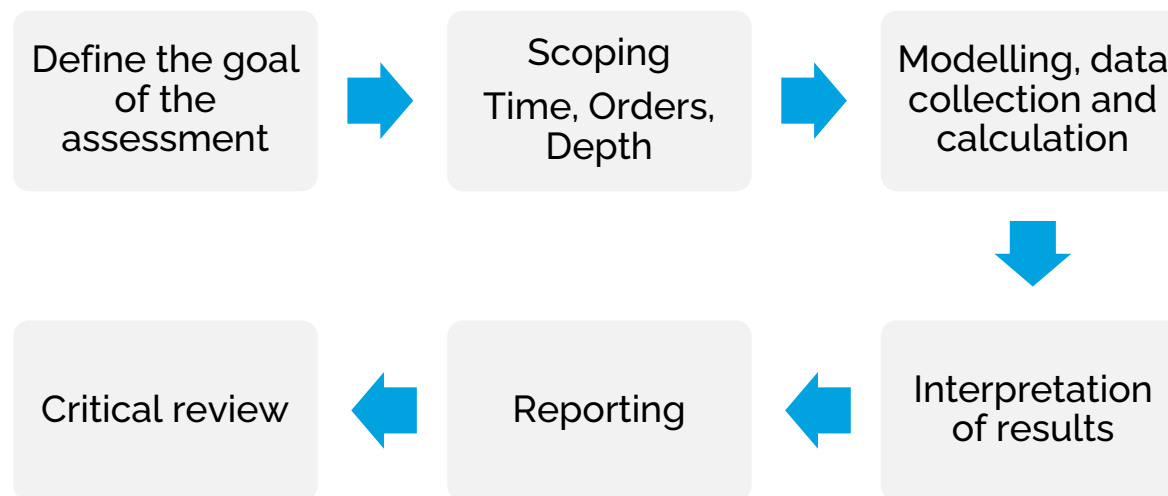 Define the goal
of the
assessment
Scoping
Time, Orders,
Depth
Modelling, data
collection and
calculation
Interpretation
of results
Reporting
Critical review